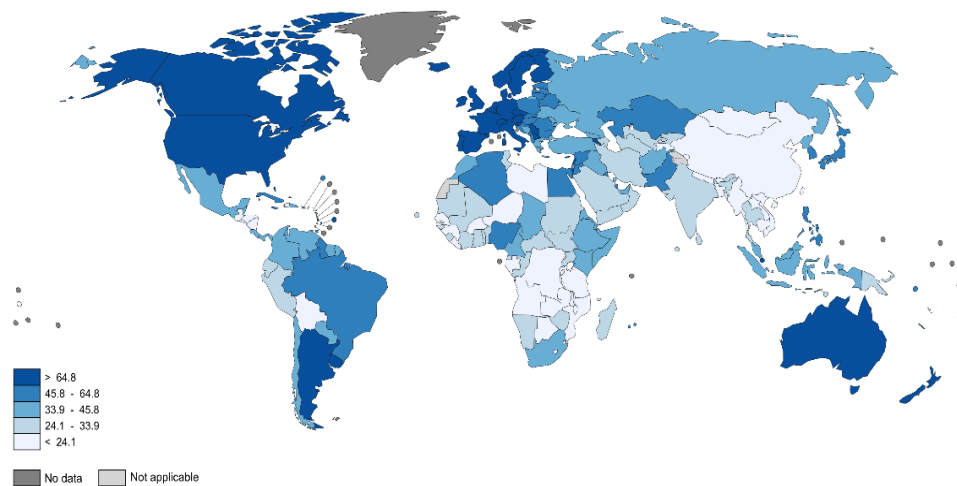 > 64.8
45.8 - 64.8
33.9 - 45.8
24.1 - 33.9
< 24.1
No data
Not applicable